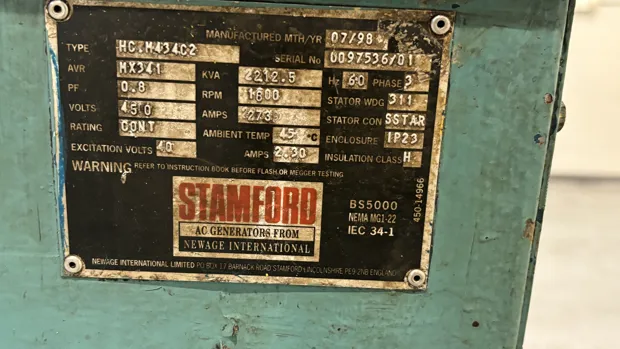 MANUFACTURED MTH/YR 07/98
TYPE HC.M434C2 SERIAL No 0097536/01
AVR MX341 KVA 2212.5 Hz 60 PHASE 3
PF 0.8 RPM 1800 STATOR WDG 311
VOLTS 450 AMPS 273 STATOR CON SSTAR
RATING CONT AMBIENT TEMP 45 °C ENCLOSURE IP23
EXCITATION VOLTS 40 AMPS 2.30 INSULATION CLASS H
WARNING REFER TO INSTRUCTION BOOK BEFORE FLASH, OR MEGGER TESTING
STAMFORD
AC GENERATORS FROM
NEWAGE INTERNATIONAL
BS5000
NEMA MG1-22
IEC 34-1
450-14966
NEWAGE INTERNATIONAL LIMITED PO BOX 17 BARNACK ROAD STAMFORD LINCOLNSHIRE PE9 2NB ENGLAND